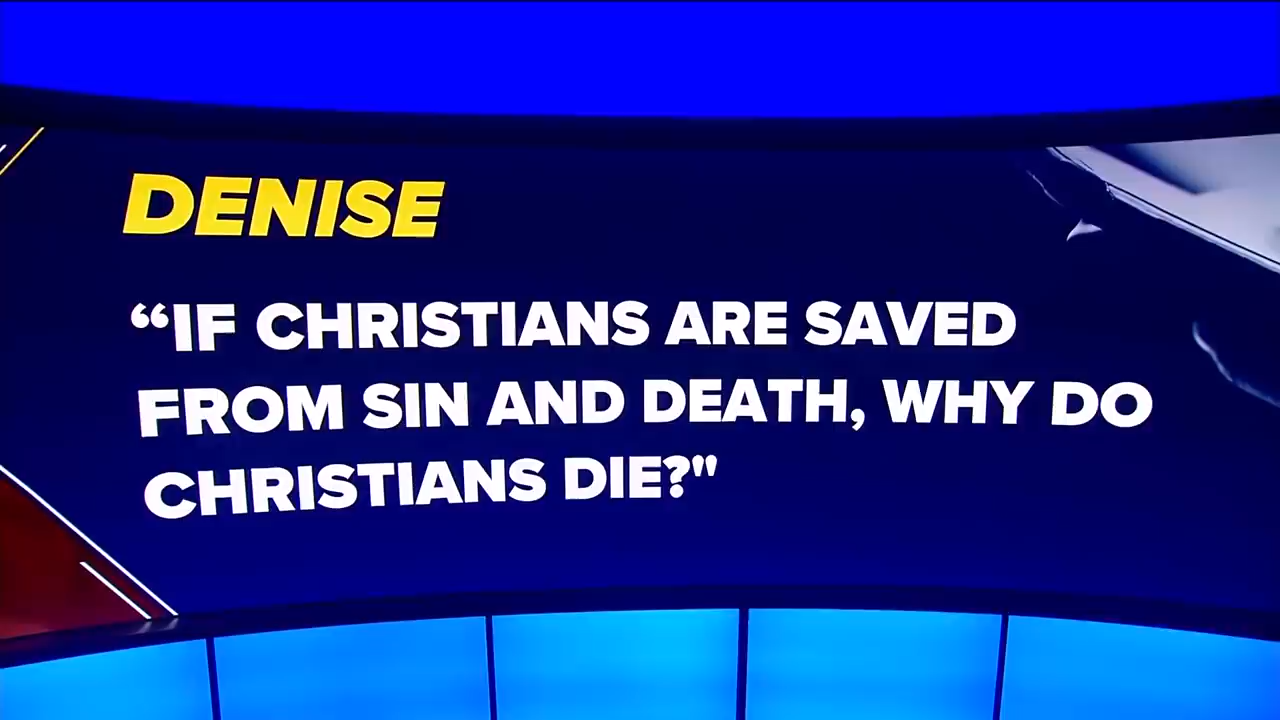 DENISE
“IF CHRISTIANS ARE SAVED
FROM SIN AND DEATH, WHY DO
CHRISTIANS DIE?"